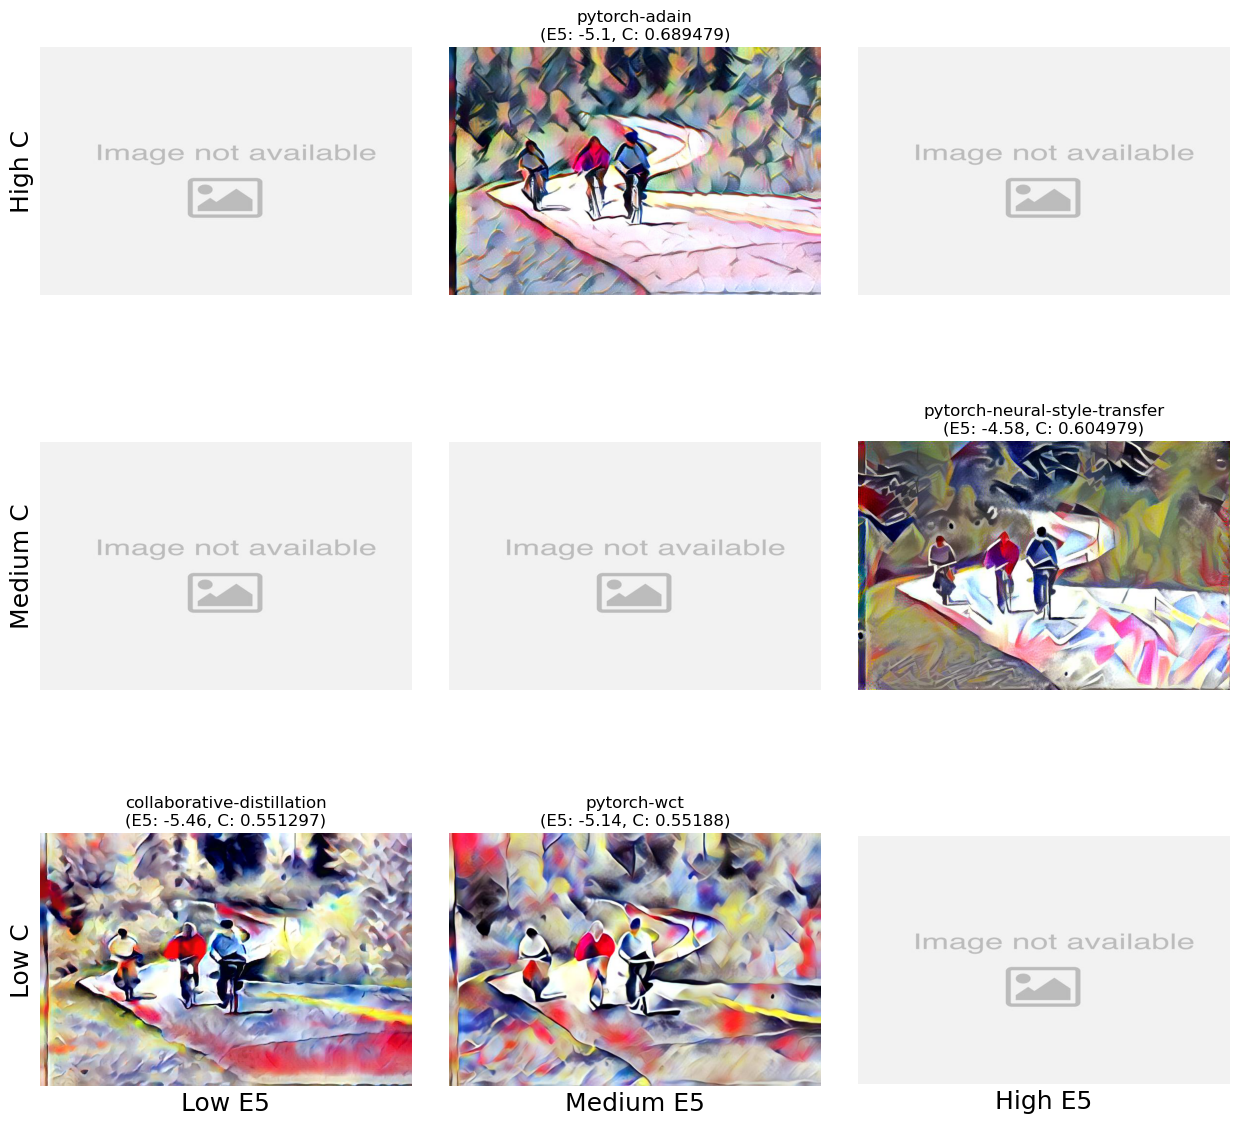 pytorch-adain
(E5: -5.1, C: 0.689479)
High C
Image not available
Image not available
pytorch-neural-style-transfer
(E5: -4.58, C: 0.604979)
Medium C
Image not available
Image not available
collaborative-distillation
(E5: -5.46, C: 0.551297)
pytorch-wct
(E5: -5.14, C: 0.55188)
Low C
Image not available
Low E5
Medium E5
High E5